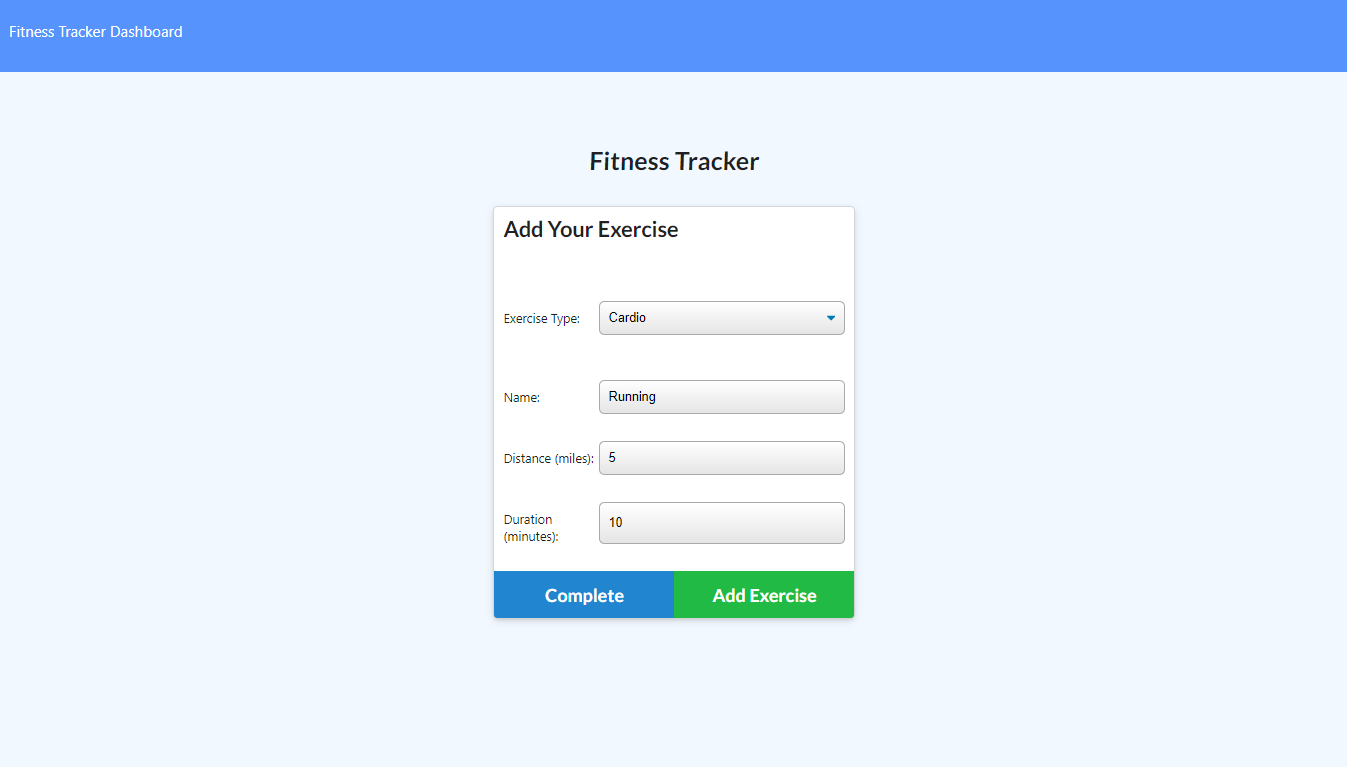 Fitness Tracker Dashboard
Fitness Tracker
Add Your Exercise
Exercise Type: Cardio
Name: Running
Distance (miles): 5
Duration
(minutes): 10
Complete Add Exercise